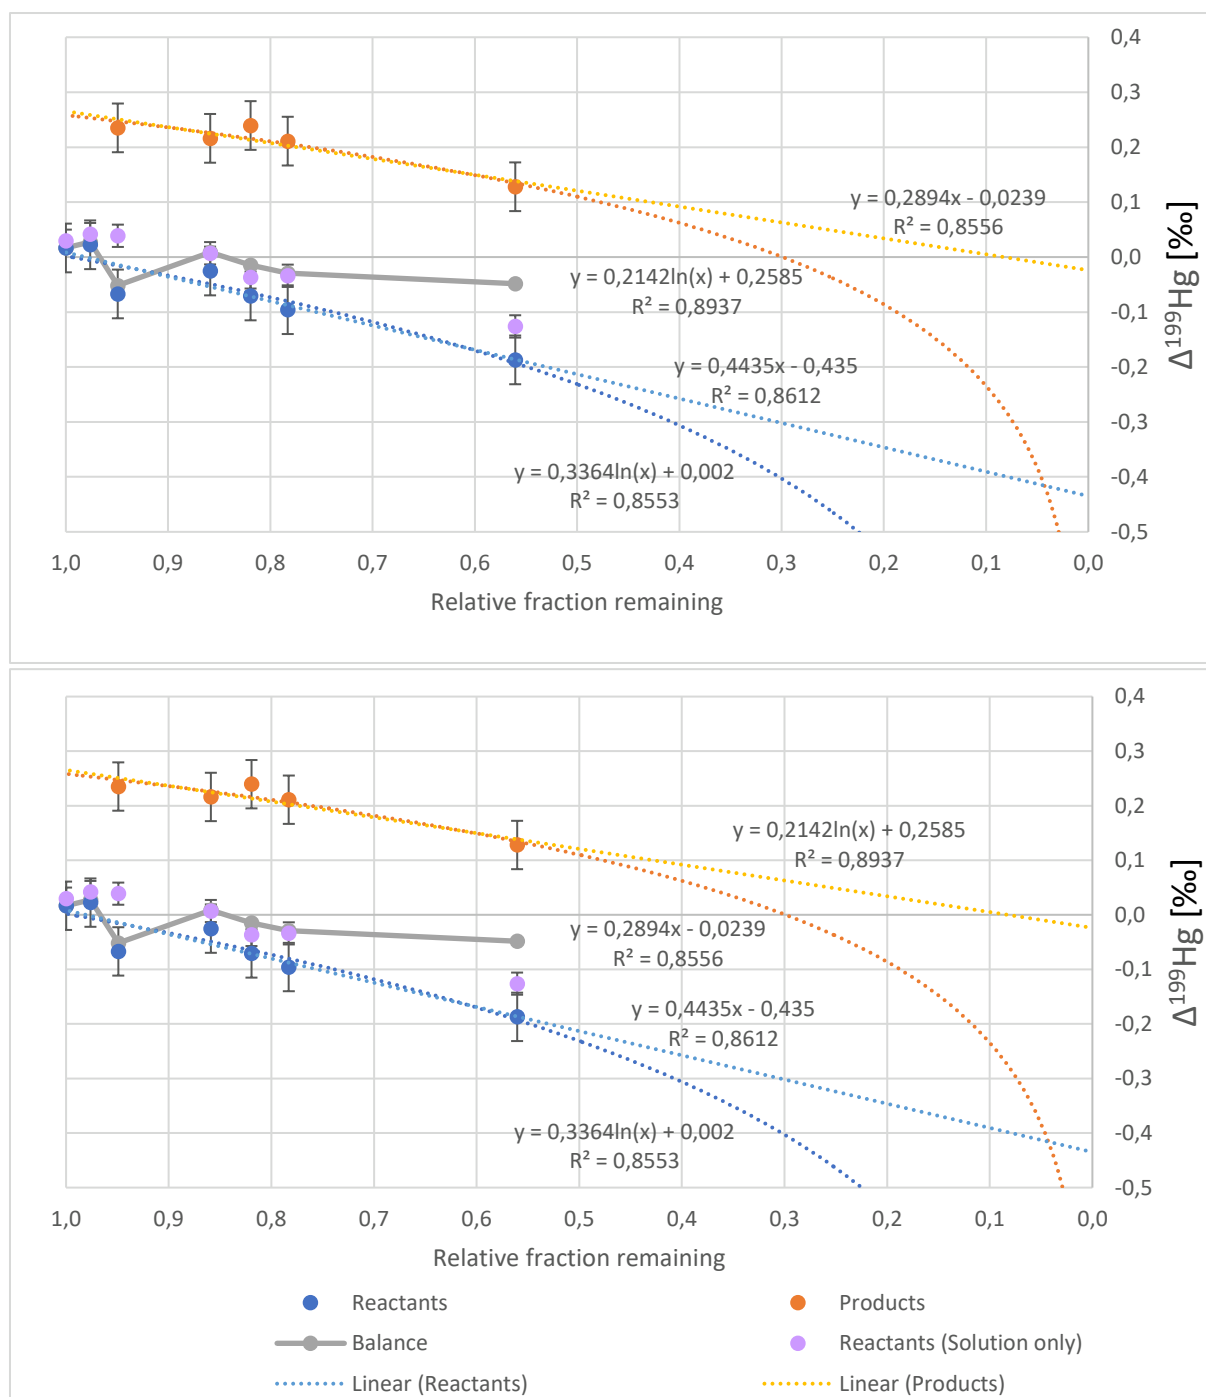 0,4
0,3
0,2
0,1
0,0
-0,1
-0,2
-0,3
-0,4
-0,5
Δ¹⁹⁹Hg [‰]
y = 0,2894x - 0,0239
R² = 0,8556
y = 0,2142ln(x) + 0,2585
R² = 0,8937
y = 0,4435x - 0,435
R² = 0,8612
y = 0,3364ln(x) + 0,002
R² = 0,8553
1,0 0,9 0,8 0,7 0,6 0,5 0,4 0,3 0,2 0,1 0,0
Relative fraction remaining
0,4
0,3
0,2
0,1
0,0
-0,1
-0,2
-0,3
-0,4
-0,5
Δ¹⁹⁹Hg [‰]
y = 0,2142ln(x) + 0,2585
R² = 0,8937
y = 0,2894x - 0,0239
R² = 0,8556
y = 0,4435x - 0,435
R² = 0,8612
y = 0,3364ln(x) + 0,002
R² = 0,8553
1,0 0,9 0,8 0,7 0,6 0,5 0,4 0,3 0,2 0,1 0,0
Relative fraction remaining
Reactants Products
Balance Reactants (Solution only)
Linear (Reactants) Linear (Products)